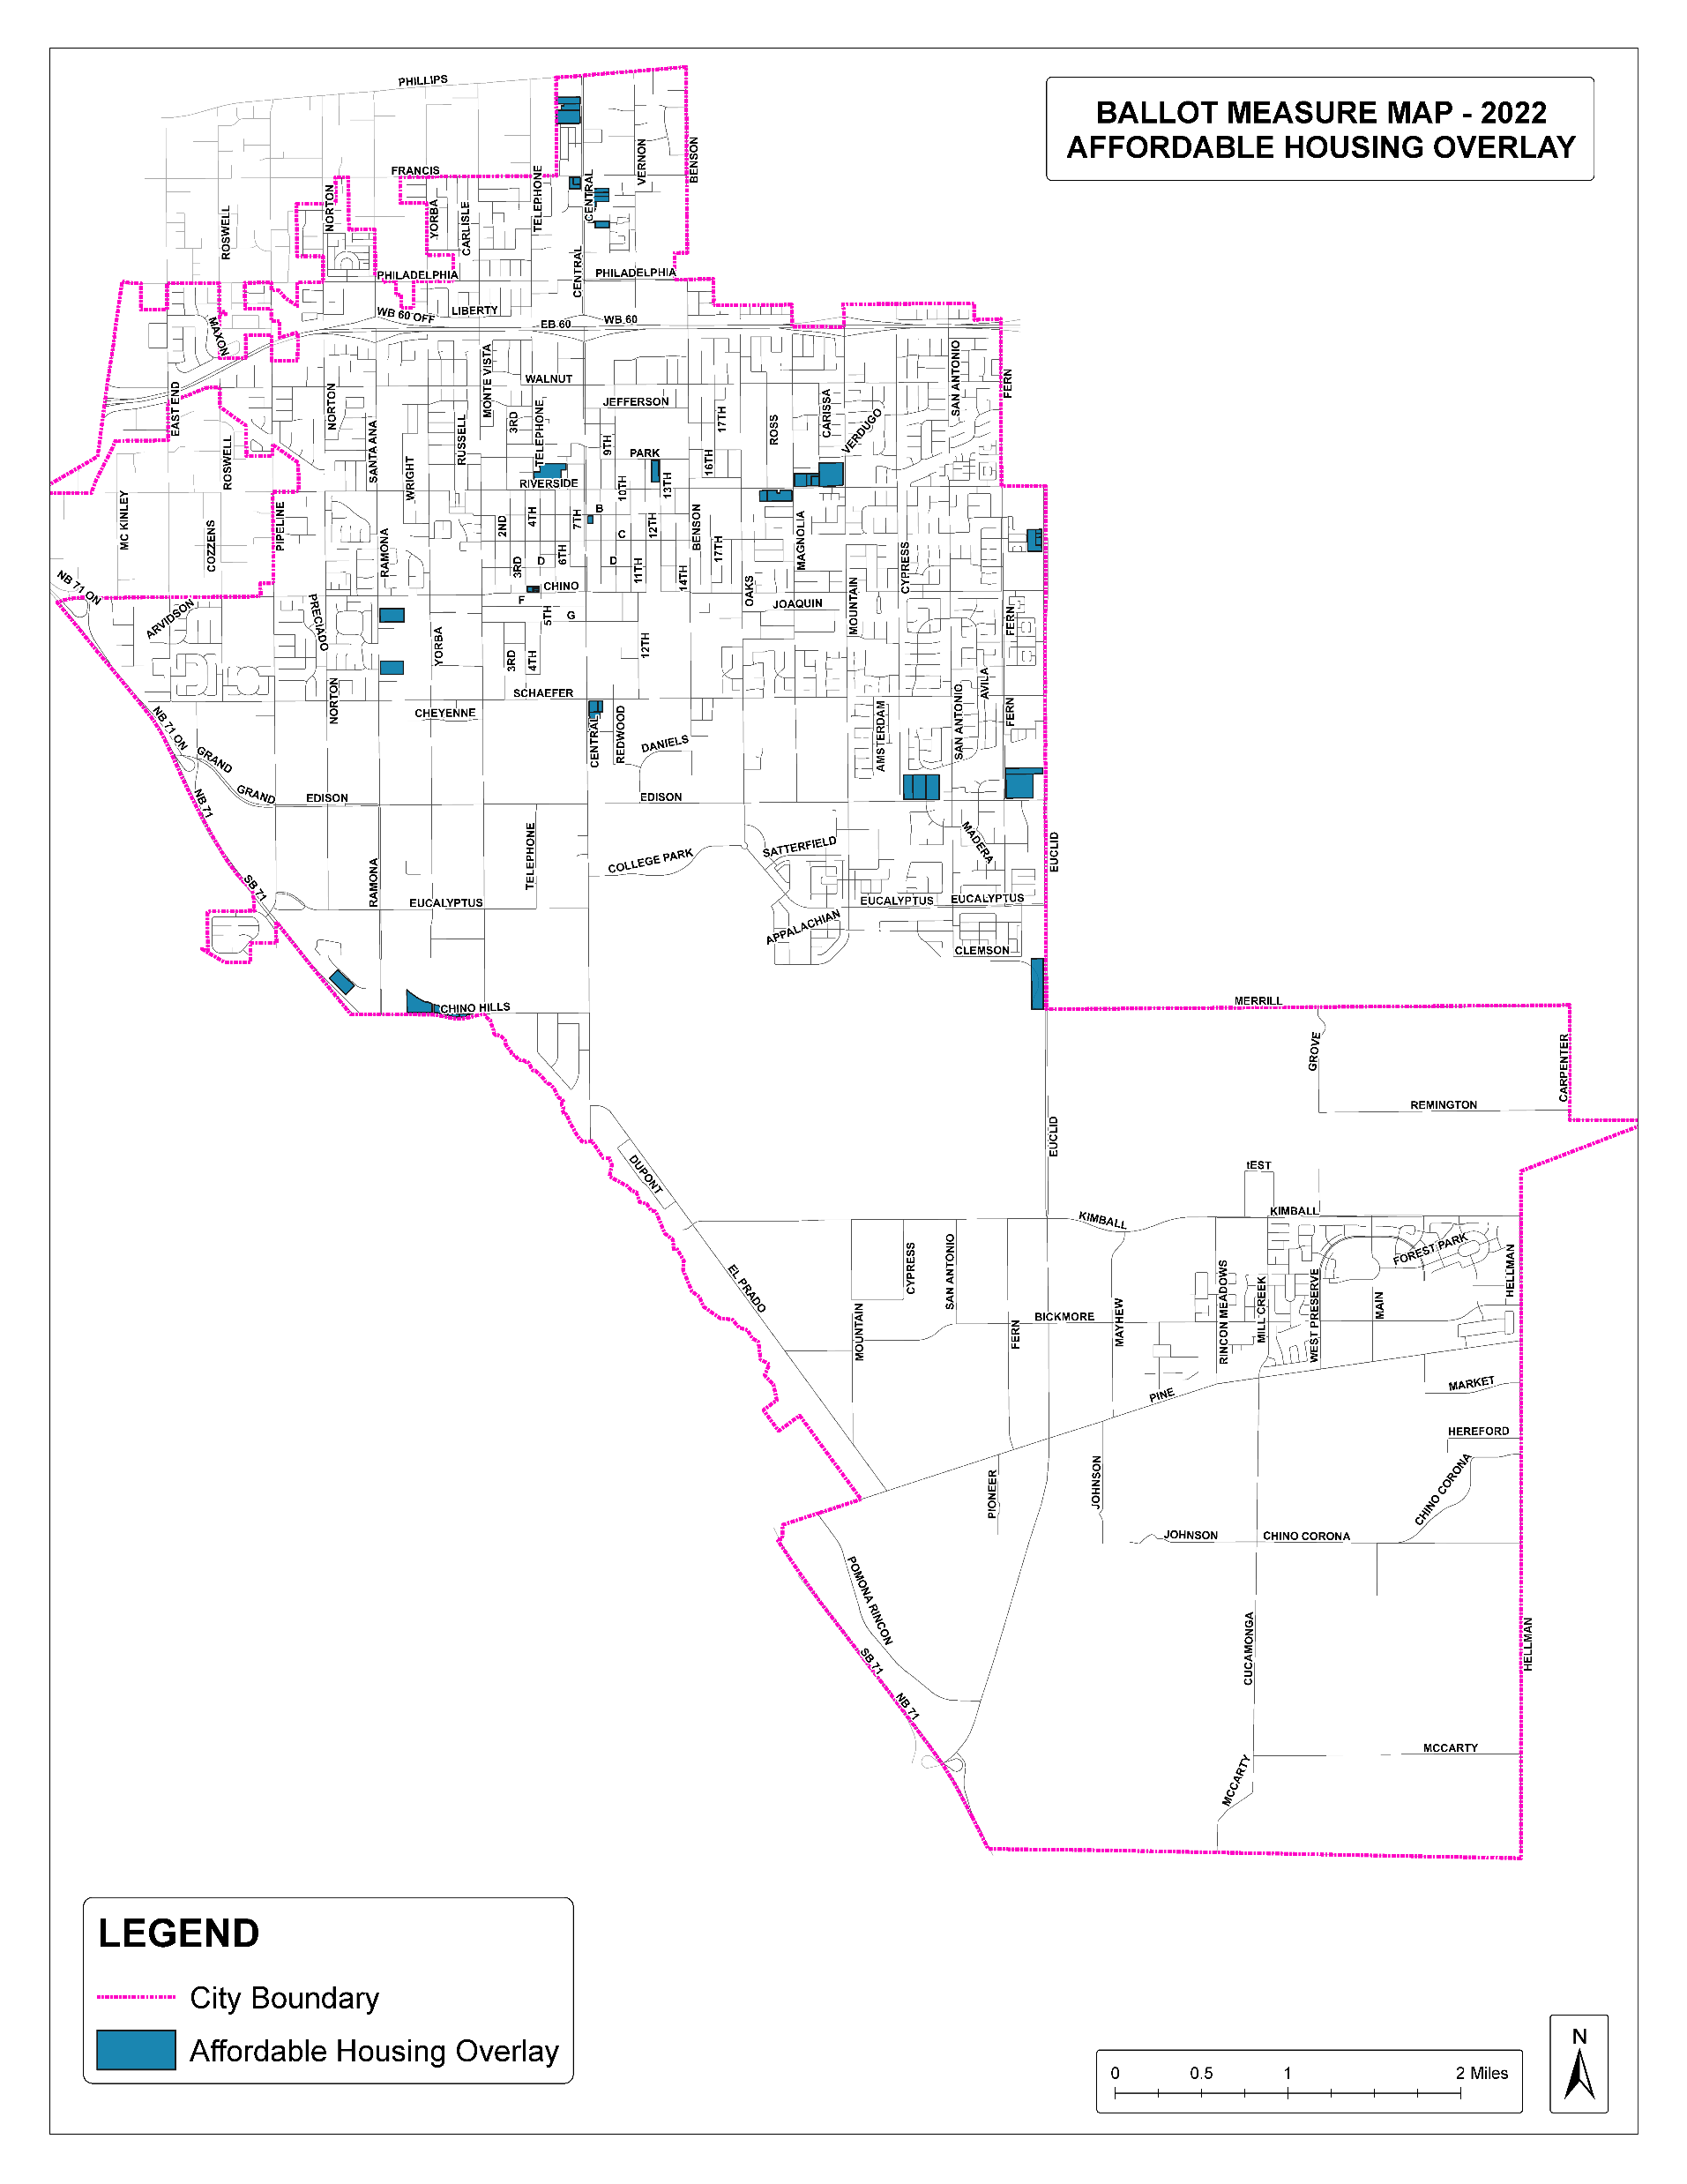 BALLOT MEASURE MAP - 2022
AFFORDABLE HOUSING OVERLAY
PHILLIPS
FRANCIS
NORTON
ROSWELL
YORBA
CARLISLE
TELEPHONE
CENTRAL
VERNON
BENSON
CENTRAL
PHILADELPHIA
PHILADELPHIA
WB 60 OFF
LIBERTY
EB 60
WB 60
MAXON
EAST END
ROSWELL
NORTON
SANTA ANA
WRIGHT
RUSSELL
MONTE VISTA
3RD
WALNUT
TELEPHONE
JEFFERSON
9TH
PARK
17TH
16TH
ROSS
CARISSA
VERDUGO
SAN ANTONIO
FERN
RIVERSIDE
10TH
13TH
MC KINLEY
COZZENS
PIPELINE
RAMONA
2ND
4TH
7TH
B
C
12TH
BENSON
17TH
MAGNOLIA
CYPRESS
3RD
D
6TH
D
11TH
14TH
OAKS
MOUNTAIN
NB 71 ON
ARVIDSON
PRECIADO
CHINO
F
5TH
G
JOAQUIN
FERN
YORBA
3RD
4TH
12TH
NORTON
SCHAEFER
CHEYENNE
CENTRAL
REDWOOD
DANIELS
AMSTERDAM
SAN ANTONIO
AVILA
FERN
NB 71 ON
GRAND
GRAND
NB 71
EDISON
EDISON
TELEPHONE
COLLEGE PARK
SATTERFIELD
MADERA
EUCLID
SB 71
RAMONA
EUCALYPTUS
EUCALYPTUS
EUCALYPTUS
APPALACHIAN
CLEMSON
CHINO HILLS
MERRILL
GROVE
CARPENTER
REMINGTON
EUCLID
DUPONT
tEST
KIMBALL
KIMBALL
EL PRADO
CYPRESS
SAN ANTONIO
MOUNTAIN
FERN
BICKMORE
MAYHEW
RINCON MEADOWS
MILL CREEK
WEST PRESERVE
MAIN
FOREST PARK
HELLMAN
PINE
MARKET
HEREFORD
CHINO CORONA
PIONEER
JOHNSON
JOHNSON
CHINO CORONA
POMONA RINCON
SB 71
NB 71
CUCAMONGA
HELLMAN
MCCARTY
MCCARTY
LEGEND
City Boundary
Affordable Housing Overlay
0 0.5 1 2 Miles
N